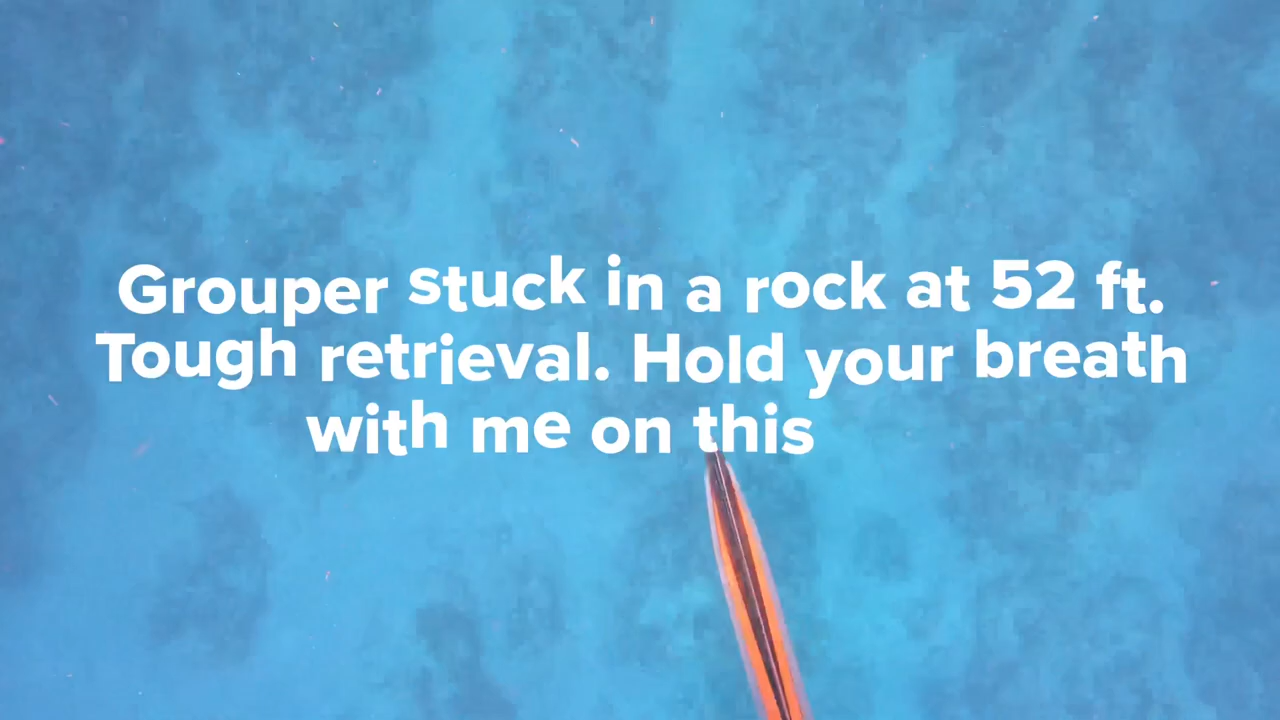 Grouper stuck in a rock at 52 ft.
Tough retrieval. Hold your breath
with me on this